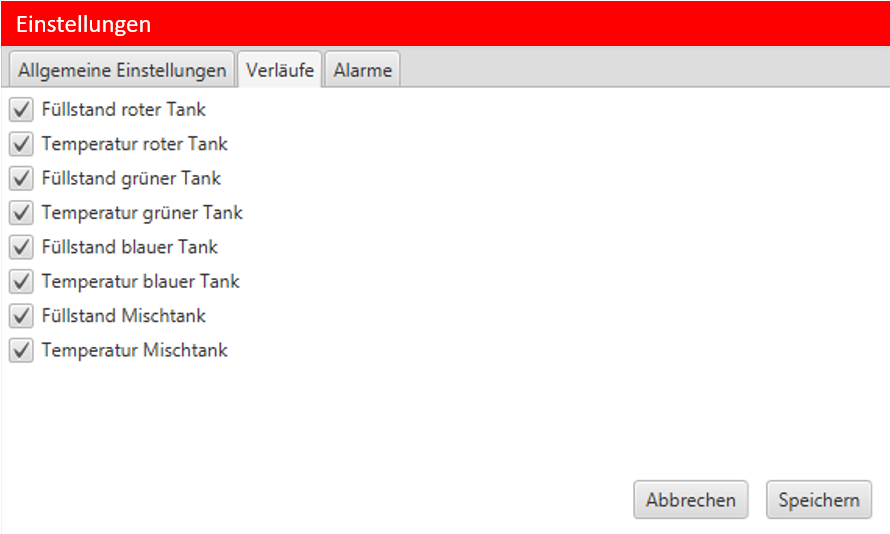 Einstellungen
Allgemeine Einstellungen Verläufe Alarme
Füllstand roter Tank
Temperatur roter Tank
Füllstand grüner Tank
Temperatur grüner Tank
Füllstand blauer Tank
Temperatur blauer Tank
Füllstand Mischtank
Temperatur Mischtank
Abbrechen Speichern